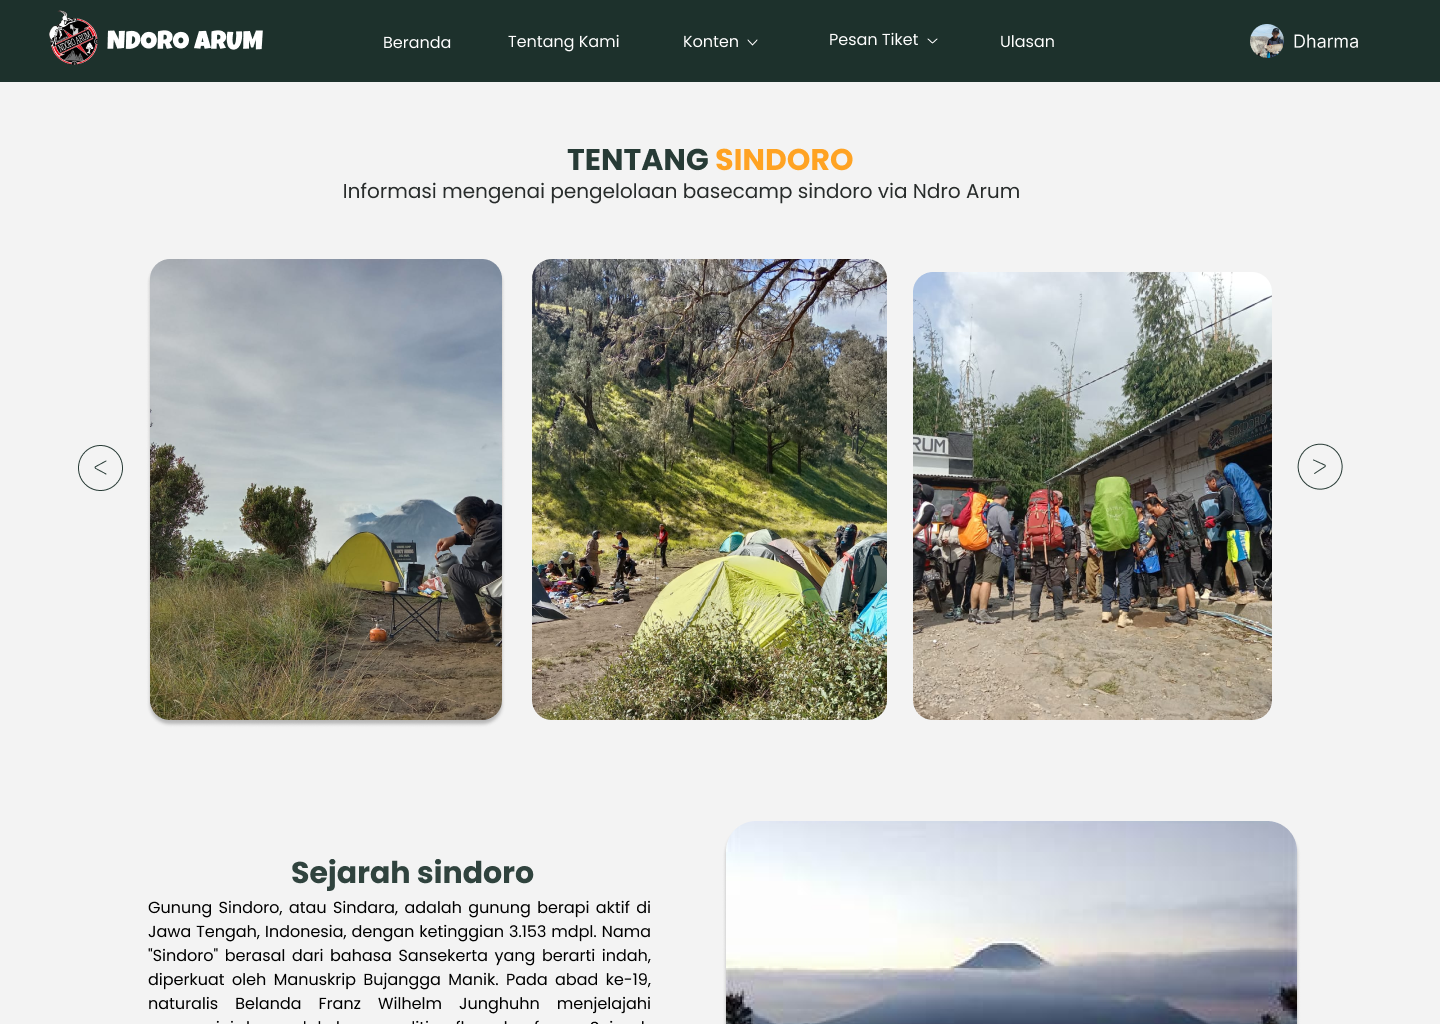 NDORO ARUM
NDORO ARUM
Beranda
Tentang Kami
Konten
Pesan Tiket
Ulasan
Dharma
TENTANG SINDORO
Informasi mengenai pengelolaan basecamp sindoro via Ndro Arum
<
RUM
>
Sejarah sindoro
Gunung Sindoro, atau Sindara, adalah gunung berapi aktif di
Jawa Tengah, Indonesia, dengan ketinggian 3.153 mdpl. Nama
"Sindoro" berasal dari bahasa Sansekerta yang berarti indah,
diperkuat oleh Manuskrip Bujangga Manik. Pada abad ke-19,
naturalis Belanda Franz Wilhelm Junghuhn menjelajahi